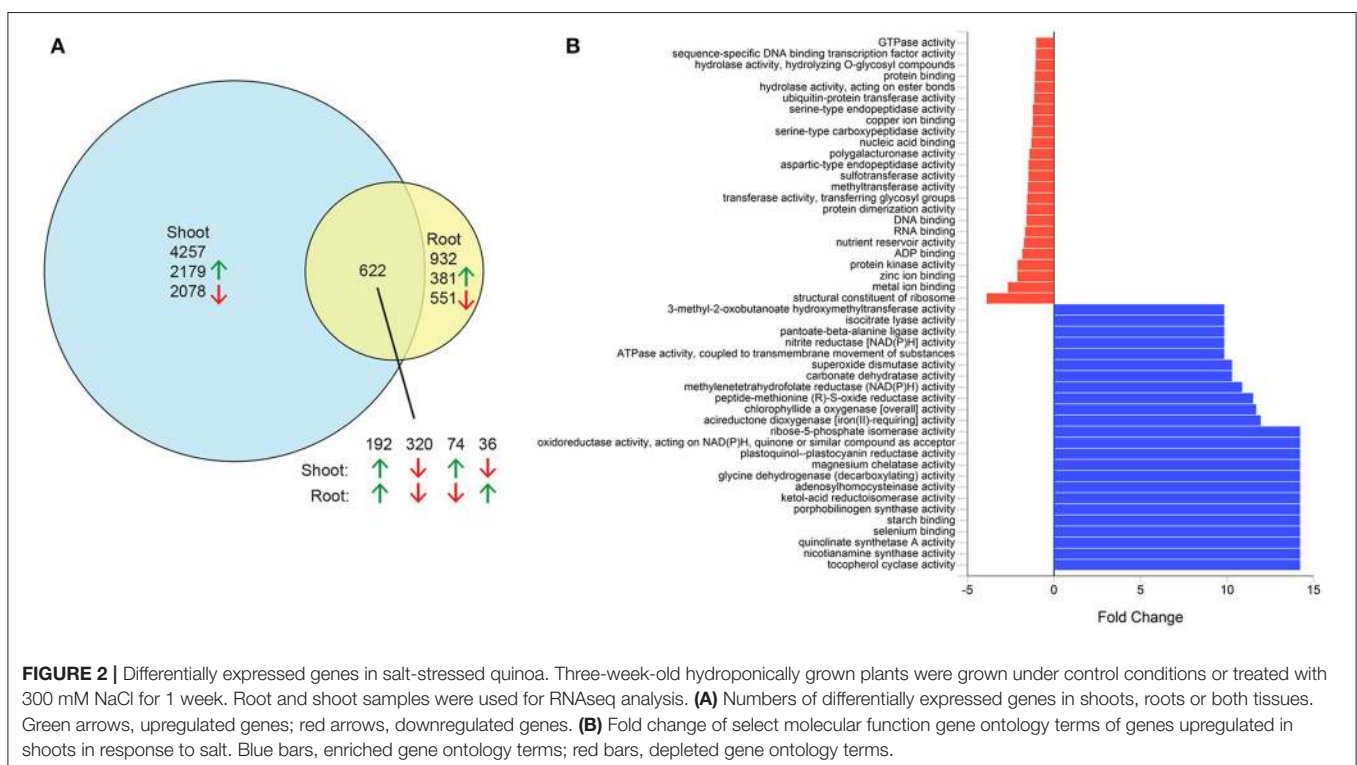 A
Shoot
4257
2179
2078
622
Root
932
381
551
192 320 74 36
Shoot:
Root:
B
GTPase activity
sequence-specific DNA binding transcription factor activity
hydrolase activity, hydrolyzing O-glycosyl compounds
protein binding
hydrolase activity, acting on ester bonds
ubiquitin-protein transferase activity
serine-type endopeptidase activity
copper ion binding
serine-type carboxypeptidase activity
nucleic acid binding
polygalacturonase activity
aspartic-type endopeptidase activity
sulfotransferase activity
methyltransferase activity
transferase activity, transferring glycosyl groups
protein dimerization activity
DNA binding
RNA binding
nutrient reservoir activity
ADP binding
protein kinase activity
zinc ion binding
metal ion binding
structural constituent of ribosome
3-methyl-2-oxobutanoate hydroxymethyltransferase activity
isocitrate lyase activity
pantoate-beta-alanine ligase activity
nitrite reductase [NAD(P)H] activity
ATPase activity, coupled to transmembrane movement of substances
superoxide dismutase activity
carbonate dehydratase activity
methylenetetrahydrofolate reductase (NAD(P)H) activity
peptide-methionine (R)-S-oxide reductase activity
chlorophyllide a oxygenase [overall] activity
acireductone dioxygenase [iron(II)-requiring] activity
ribose-5-phosphate isomerase activity
oxidoreductase activity, acting on NAD(P)H, quinone or similar compound as acceptor
plastoquinol--plastocyanin reductase activity
magnesium chelatase activity
glycine dehydrogenase (decarboxylating) activity
adenosylhomocysteinase activity
ketol-acid reductoisomerase activity
porphobilinogen synthase activity
starch binding
selenium binding
quinolinate synthetase A activity
nicotianamine synthase activity
tocopherol cyclase activity
-5 0 5 10 15
Fold Change
FIGURE 2 | Differentially expressed genes in salt-stressed quinoa. Three-week-old hydroponically grown plants were grown under control conditions or treated with
300 mM NaCl for 1 week. Root and shoot samples were used for RNAseq analysis. (A) Numbers of differentially expressed genes in shoots, roots or both tissues.
Green arrows, upregulated genes; red arrows, downregulated genes. (B) Fold change of select molecular function gene ontology terms of genes upregulated in
shoots in response to salt. Blue bars, enriched gene ontology terms; red bars, depleted gene ontology terms.